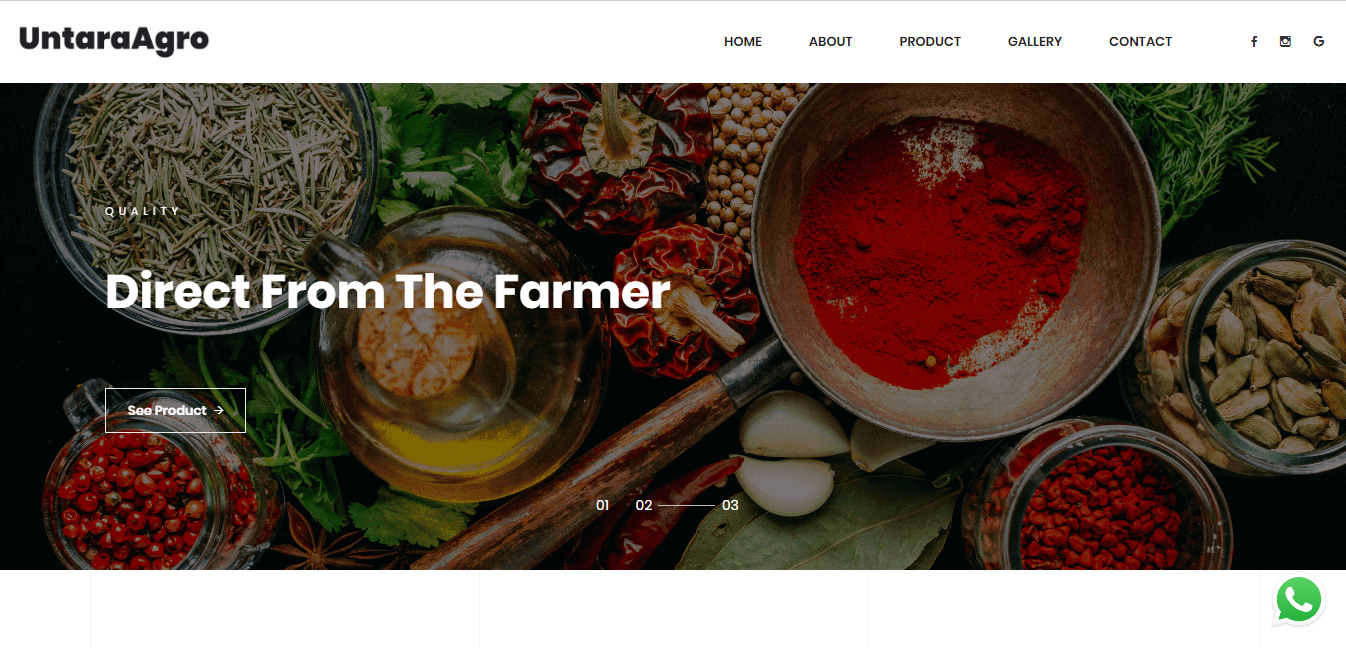 UntaraAgro
HOME ABOUT PRODUCT GALLERY CONTACT
QUALITY
Direct From The Farmer
See Product →
01 02 03